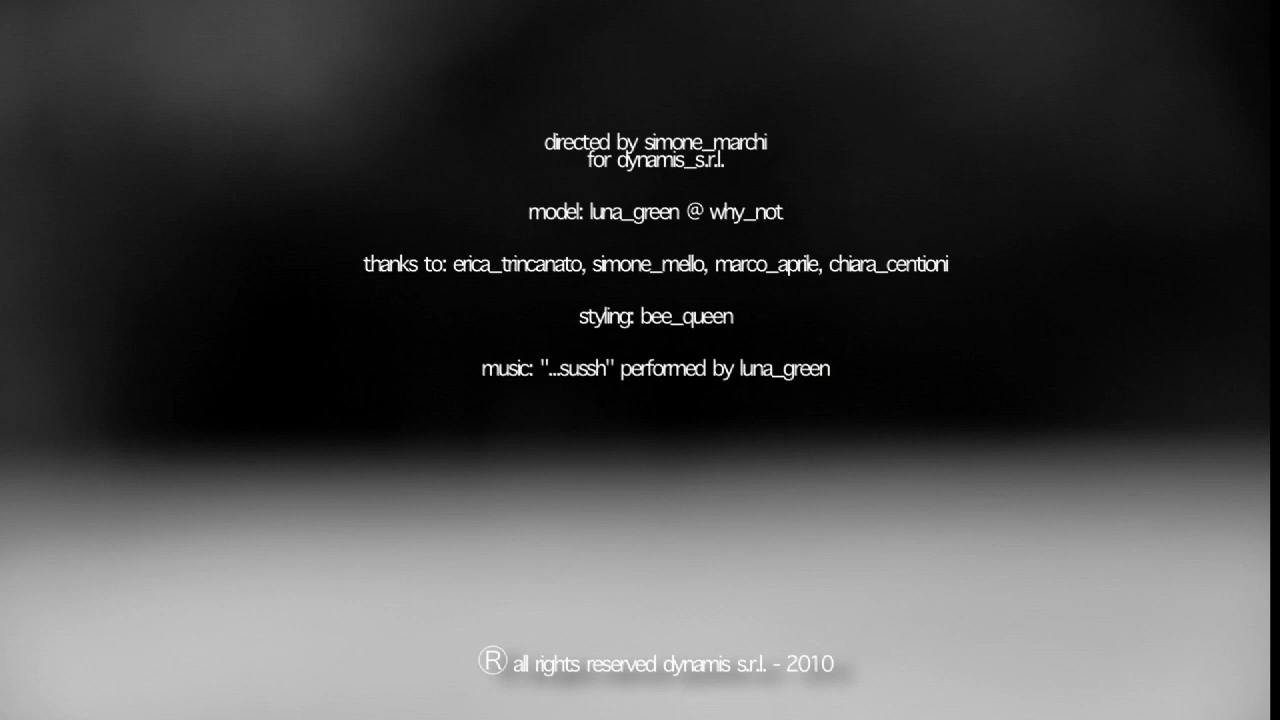 directed by simone_marchi
for dynamis_s.r.l.
model: luna_green @ why_not
thanks to: erica_trincanato, simone_mello, marco_aprile, chiara_centioni
styling: bee_queen
music: "...sussh" performed by luna_green
Ⓡ all rights reserved dynamis s.r.l. - 2010